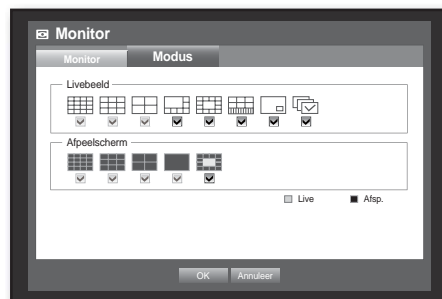 Monitor
Monitor Modus
Livebeeld
Afpeelscherm
Live Afsp.
OK Annuleer